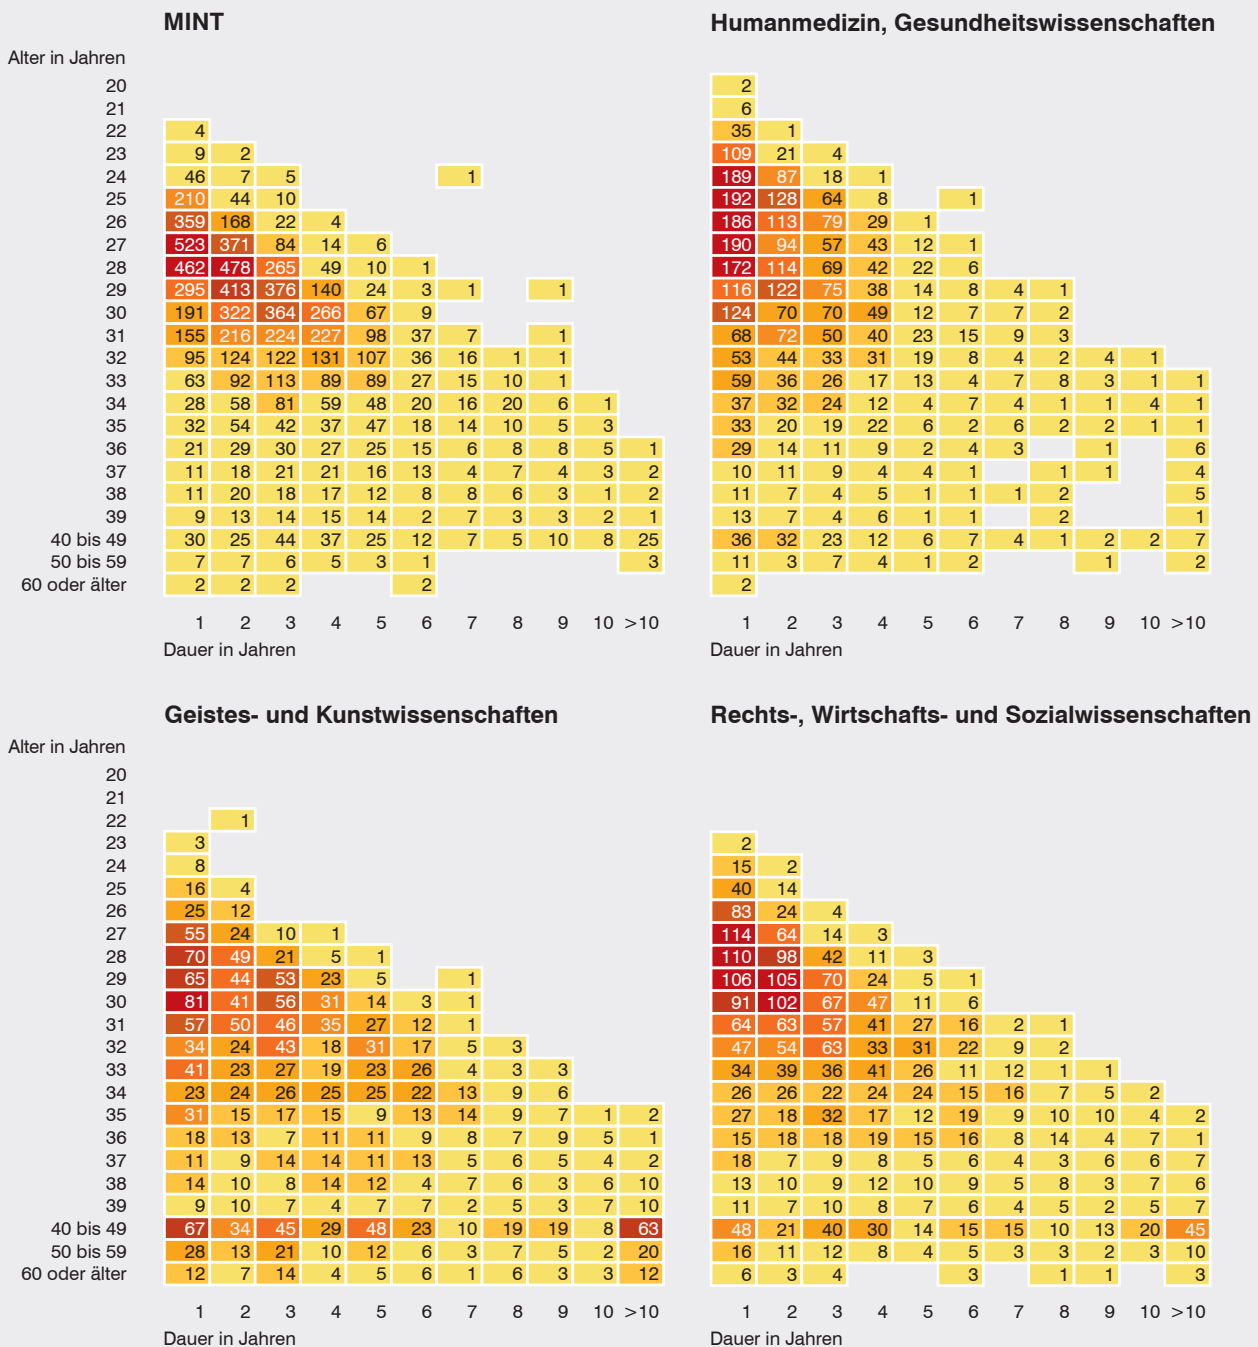 MINT
Alter in Jahren
20
21
22 4
23 9 2
24 46 7 5 1
25 210 44 10
26 359 168 22 4
27 523 371 84 14 6
28 462 478 265 49 10 1
29 295 413 376 140 24 3 1 1
30 191 322 364 266 67 9
31 155 216 224 227 98 37 7 1
32 95 124 122 131 107 36 16 1 1
33 63 92 113 89 89 27 15 10 1
34 28 58 81 59 48 20 16 20 6 1
35 32 54 42 37 47 18 14 10 5 3
36 21 29 30 27 25 15 6 8 8 5 1
37 11 18 21 21 16 13 4 7 4 3 2
38 11 20 18 17 12 8 8 6 3 1 2
39 9 13 14 15 14 2 7 3 3 2 1
40 bis 49 30 25 44 37 25 12 7 5 10 8 25
50 bis 59 7 7 6 5 3 1 3
60 oder älter 2 2 2 2
1 2 3 4 5 6 7 8 9 10 >10
Dauer in Jahren
Humanmedizin, Gesundheitswissenschaften
2
6
35 1
109 21 4
189 87 18 1
192 128 64 8 1
186 113 79 29 1
190 94 57 43 12 1
172 114 69 42 22 6
116 122 75 38 14 8 4 1
124 70 70 49 12 7 7 2
68 72 50 40 23 15 9 3
53 44 33 31 19 8 4 2 4 1
59 36 26 17 13 4 7 8 3 1 1
37 32 24 12 4 7 4 1 1 4 1
33 20 19 22 6 2 6 2 2 1 1
29 14 11 9 2 4 3 1 6
10 11 9 4 4 1 1 1 4
11 7 4 5 1 1 1 2 5
13 7 4 6 1 1 2 1
36 32 23 12 6 7 4 1 2 2 7
11 3 7 4 1 2 1 2
2
1 2 3 4 5 6 7 8 9 10 >10
Dauer in Jahren
Geistes- und Kunstwissenschaften
Alter in Jahren
20
21
22 1
23 3
24 8
25 16 4
26 25 12
27 55 24 10 1
28 70 49 21 5 1
29 65 44 53 23 5 1
30 81 41 56 31 14 3 1
31 57 50 46 35 27 12 1
32 34 24 43 18 31 17 5 3
33 41 23 27 19 23 26 4 3 3
34 23 24 26 25 25 22 13 9 6
35 31 15 17 15 9 13 14 9 7 1 2
36 18 13 7 11 11 9 8 7 9 5 1
37 11 9 14 14 11 13 5 6 5 4 2
38 14 10 8 14 12 4 7 6 3 6 10
39 9 10 7 4 7 7 2 5 3 7 10
40 bis 49 67 34 45 29 48 23 10 19 19 8 63
50 bis 59 28 13 21 10 12 6 3 7 5 2 20
60 oder älter 12 7 14 4 5 6 1 6 3 3 12
1 2 3 4 5 6 7 8 9 10 >10
Dauer in Jahren
Rechts-, Wirtschafts- und Sozialwissenschaften
2
15 2
40 14
83 24 4
114 64 14 3
110 98 42 11 3
106 105 70 24 5 1
91 102 67 47 11 6
64 63 57 41 27 16 2 1
47 54 63 33 31 22 9 2
34 39 36 41 26 11 12 1 1
26 26 22 24 24 15 16 7 5 2
27 18 32 17 12 19 9 10 10 4 2
15 18 18 19 15 16 8 14 4 7 1
18 7 9 8 5 6 4 3 6 6 7
13 10 9 12 10 9 5 8 3 7 6
11 7 10 8 7 6 4 5 2 5 7
48 21 40 30 14 15 15 10 13 20 45
16 11 12 8 4 5 3 3 2 3 10
6 3 4 3 1 1 3
1 2 3 4 5 6 7 8 9 10 >10
Dauer in Jahren